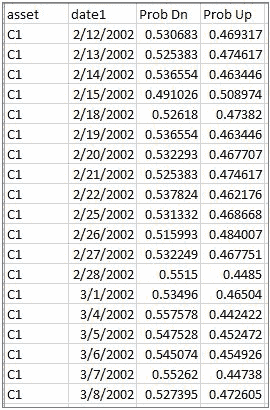 asset date1 Prob Dn Prob Up
C1 2/12/2002 0.530683 0.469317
C1 2/13/2002 0.525383 0.474617
C1 2/14/2002 0.536554 0.463446
C1 2/15/2002 0.491026 0.508974
C1 2/18/2002 0.52618 0.47382
C1 2/19/2002 0.536554 0.463446
C1 2/20/2002 0.532293 0.467707
C1 2/21/2002 0.525383 0.474617
C1 2/22/2002 0.537824 0.462176
C1 2/25/2002 0.531332 0.468668
C1 2/26/2002 0.515993 0.484007
C1 2/27/2002 0.532249 0.467751
C1 2/28/2002 0.5515 0.4485
C1 3/1/2002 0.53496 0.46504
C1 3/4/2002 0.557578 0.442422
C1 3/5/2002 0.547528 0.452472
C1 3/6/2002 0.545074 0.454926
C1 3/7/2002 0.55262 0.44738
C1 3/8/2002 0.527395 0.472605